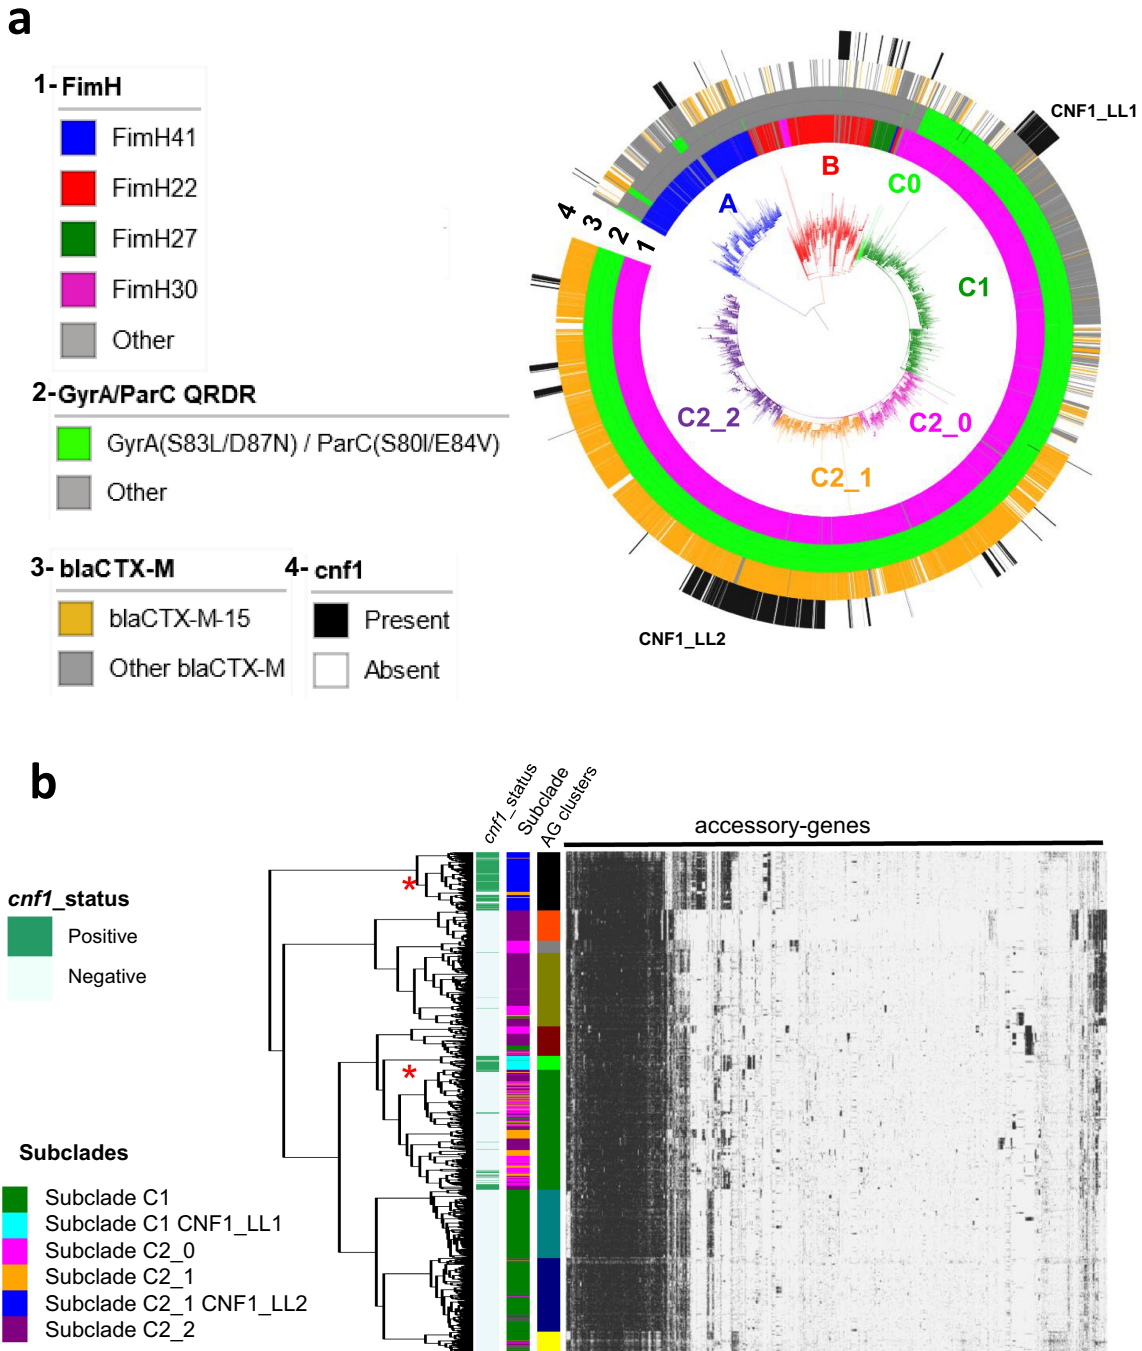 a
1-FimH
FimH41
FimH22
FimH27
FimH30
Other
2-GyrA/ParC QRDR
GyrA(S83L/D87N) / ParC(S80I/E84V)
Other
3-blaCTX-M
blaCTX-M-15
Other blaCTX-M
4-cnf1
Present
Absent
CNF1_LL1
B
C0
A
4 3 2 1
C1
C2_2
C2_0
C2_1
CNF1_LL2
b
cnf1_status
Subclade
AG clusters
accessory-genes
cnf1_status
Positive
Negative
*
*
Subclades
Subclade C1
Subclade C1 CNF1_LL1
Subclade C2_0
Subclade C2_1
Subclade C2_1 CNF1_LL2
Subclade C2_2